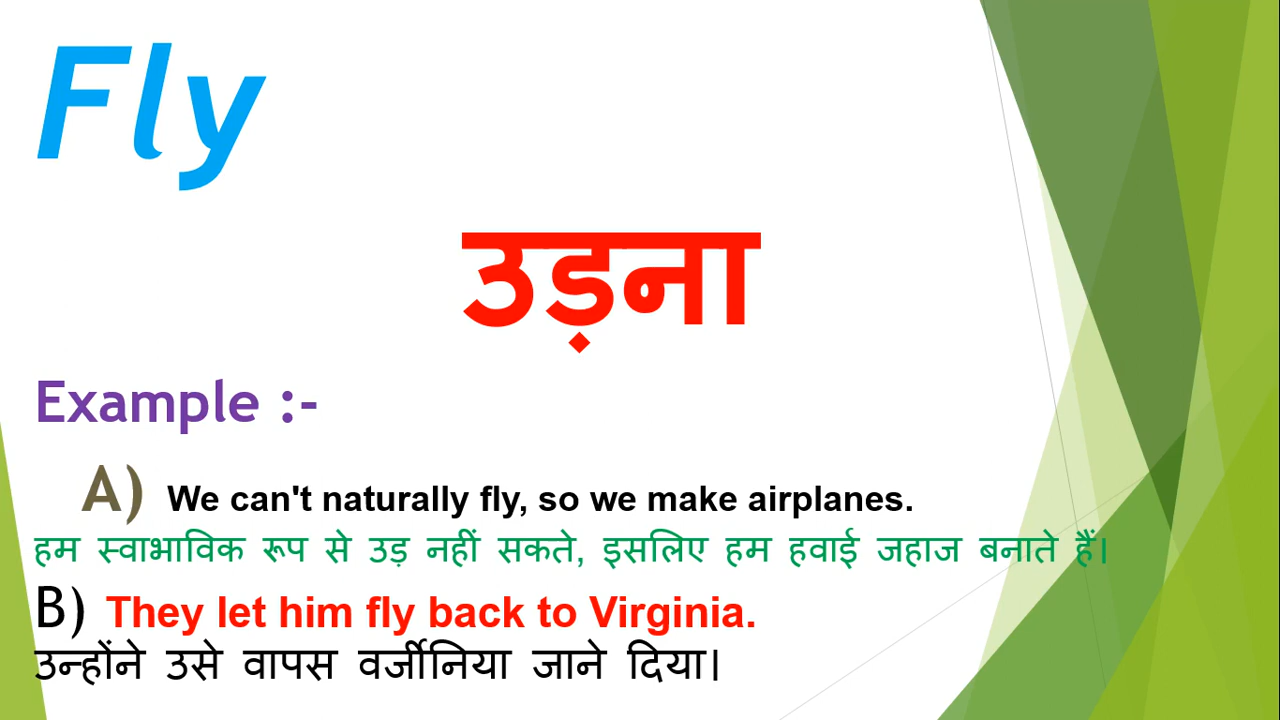 Fly
उड़ना
Example :-
A) We can't naturally fly, so we make airplanes.
हम स्वाभाविक रूप से उड़ नहीं सकते, इसलिए हम हवाई जहाज बनाते हैं।
B) They let him fly back to Virginia.
उन्होंने उसे वापस वर्जीनिया जाने दिया।